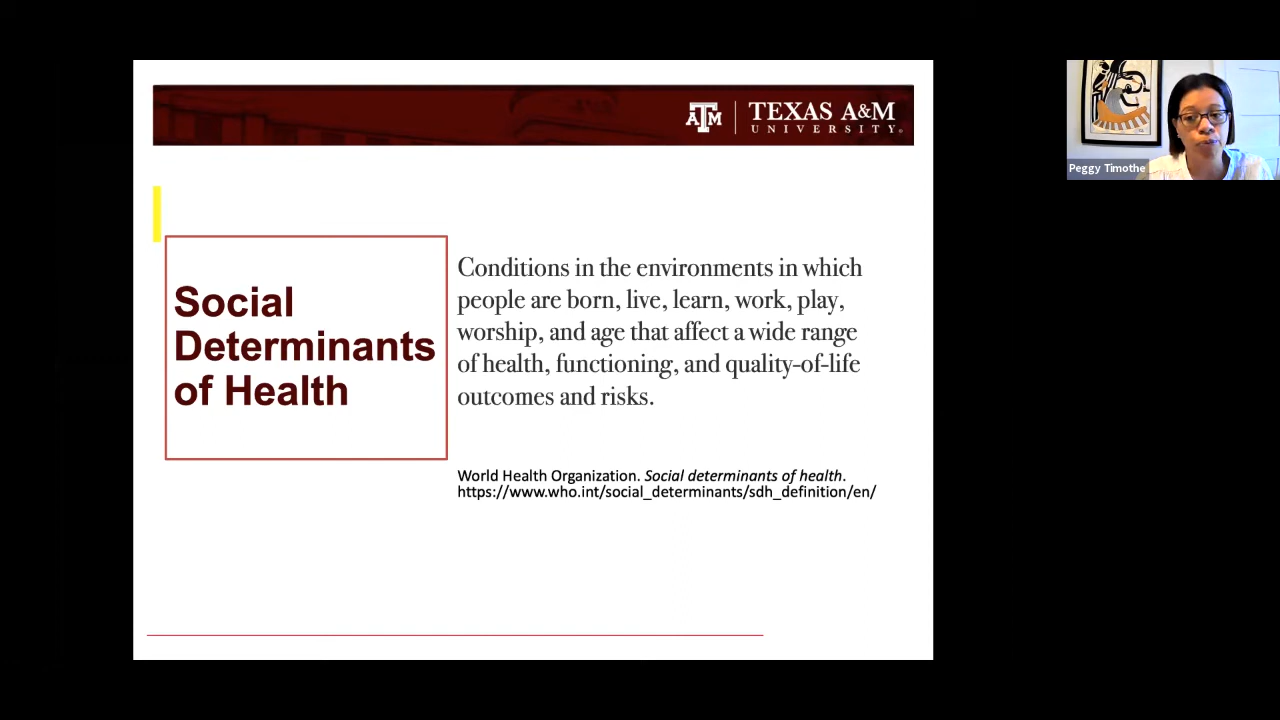 ATM
TEXAS A&M
UNIVERSITY®
Peggy Timothe
Social
Determinants
of Health
Conditions in the environments in which
people are born, live, learn, work, play,
worship, and age that affect a wide range
of health, functioning, and quality-of-life
outcomes and risks.
World Health Organization. Social determinants of health.
https://www.who.int/social_determinants/sdh_definition/en/